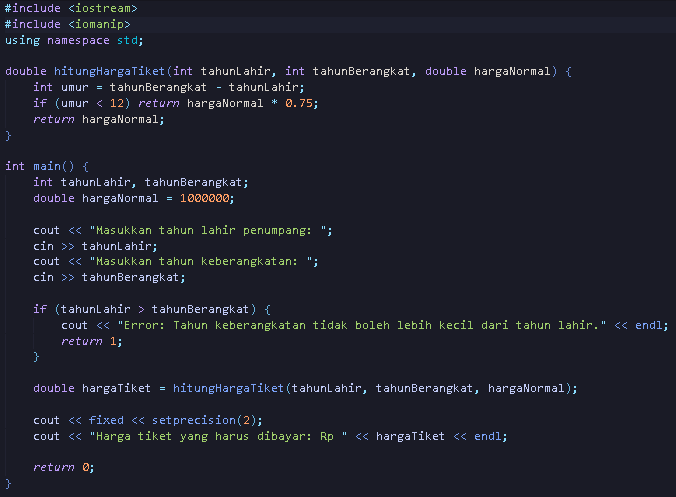 #include <iostream>
#include <iomanip>
using namespace std;

double hitungHargaTiket(int tahunLahir, int tahunBerangkat, double hargaNormal) {
    int umur = tahunBerangkat - tahunLahir;
    if (umur < 12) return hargaNormal * 0.75;
    return hargaNormal;
}

int main() {
    int tahunLahir, tahunBerangkat;
    double hargaNormal = 1000000;

    cout << "Masukkan tahun lahir penumpang: ";
    cin >> tahunLahir;
    cout << "Masukkan tahun keberangkatan: ";
    cin >> tahunBerangkat;

    if (tahunLahir > tahunBerangkat) {
        cout << "Error: Tahun keberangkatan tidak boleh lebih kecil dari tahun lahir." << endl;
        return 1;
    }

    double hargaTiket = hitungHargaTiket(tahunLahir, tahunBerangkat, hargaNormal);

    cout << fixed << setprecision(2);
    cout << "Harga tiket yang harus dibayar: Rp " << hargaTiket << endl;

    return 0;
}